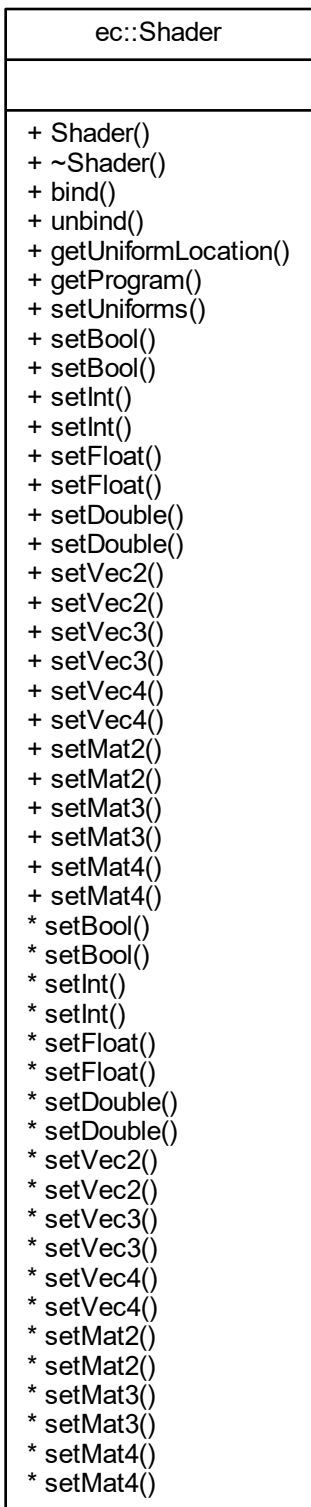 ec::Shader
+ Shader()
+ ~Shader()
+ bind()
+ unbind()
+ getUniformLocation()
+ getProgram()
+ setUniforms()
+ setBool()
+ setBool()
+ setInt()
+ setInt()
+ setFloat()
+ setFloat()
+ setDouble()
+ setDouble()
+ setVec2()
+ setVec2()
+ setVec3()
+ setVec3()
+ setVec4()
+ setVec4()
+ setMat2()
+ setMat2()
+ setMat3()
+ setMat3()
+ setMat4()
+ setMat4()
* setBool()
* setBool()
* setInt()
* setInt()
* setFloat()
* setFloat()
* setDouble()
* setDouble()
* setVec2()
* setVec2()
* setVec3()
* setVec3()
* setVec4()
* setVec4()
* setMat2()
* setMat2()
* setMat3()
* setMat3()
* setMat4()
* setMat4()